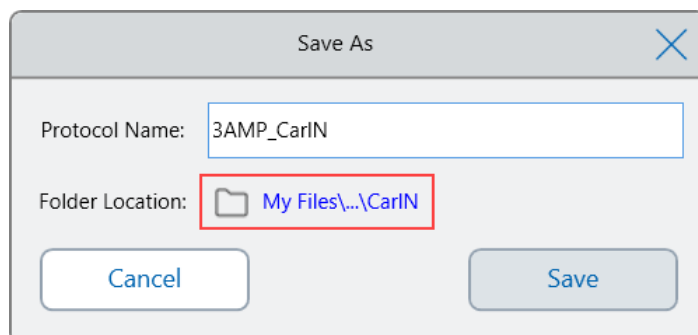 Save As
Protocol Name: 3AMP_CarIN
Folder Location: My Files\...\CarIN
Cancel Save